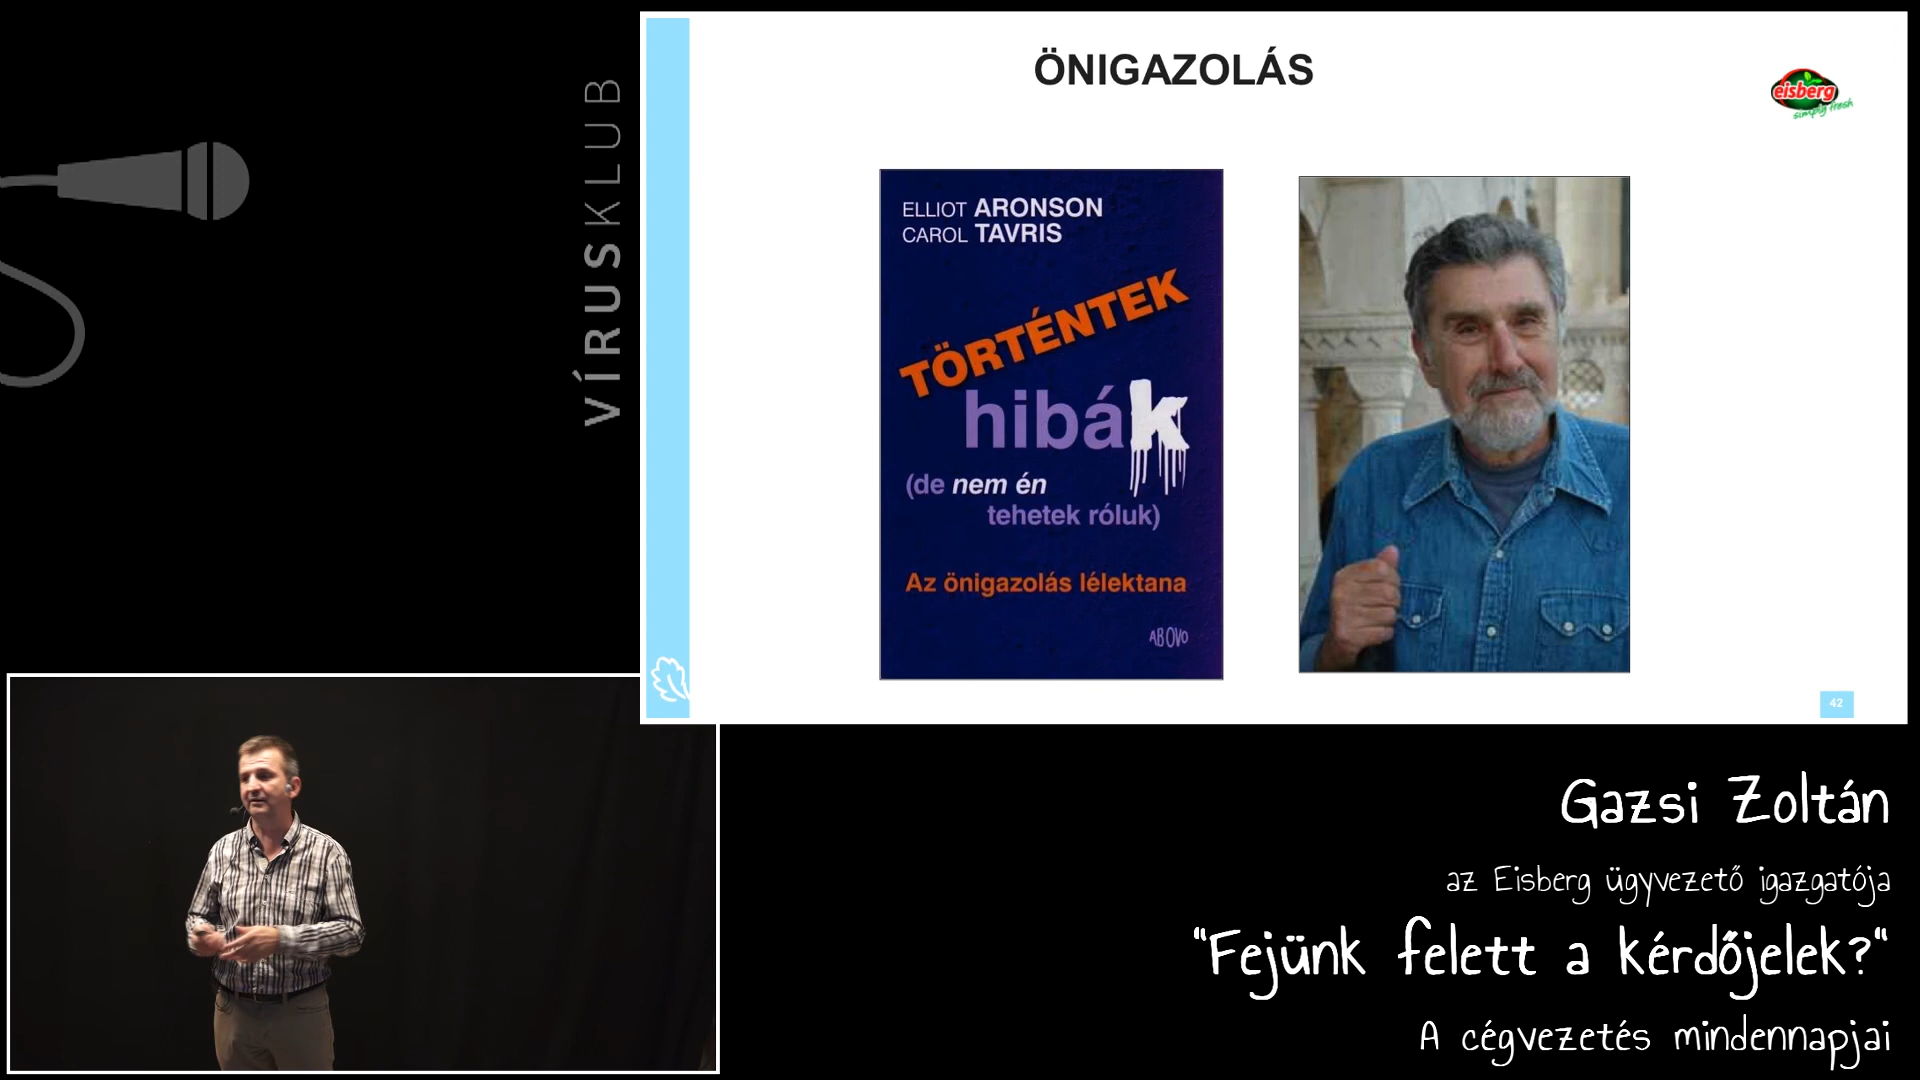 VÍRUSKLUB
ÖNIGAZOLÁS
eisberg
simply fresh
ELLIOT ARONSON
CAROL TAVRIS
TÖRTÉNTEK
hibák
(de nem én
tehetek róluk)
Az önigazolás lélektana
AB OVO
42
Gazsi Zoltán
az Eisberg ügyvezető igazgatója
"Fejünk felett a kérdőjelek?"
A cégvezetés mindennapjai